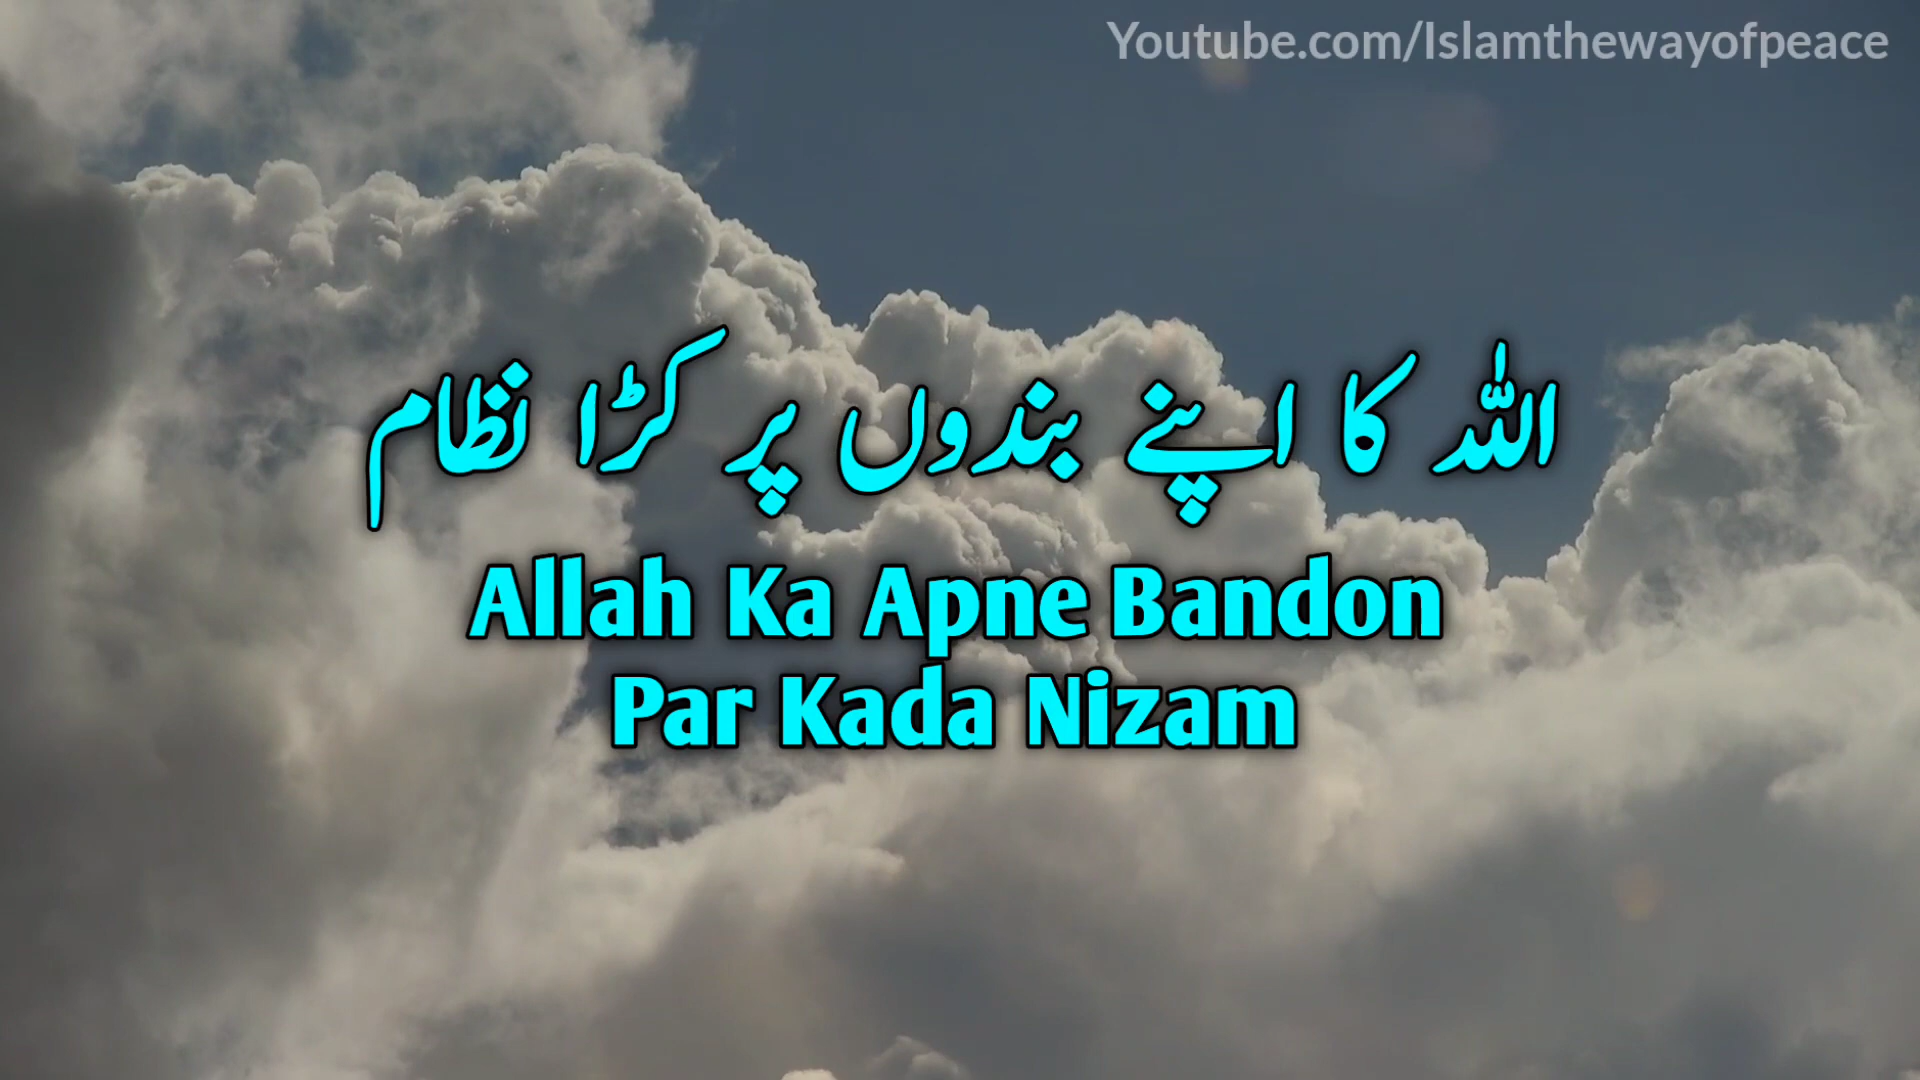 Youtube.com/Islamthewayofpeace
اللہ کا اپنے بندوں پر کڑا نظام
Allah Ka Apne Bandon
Par Kada Nizam